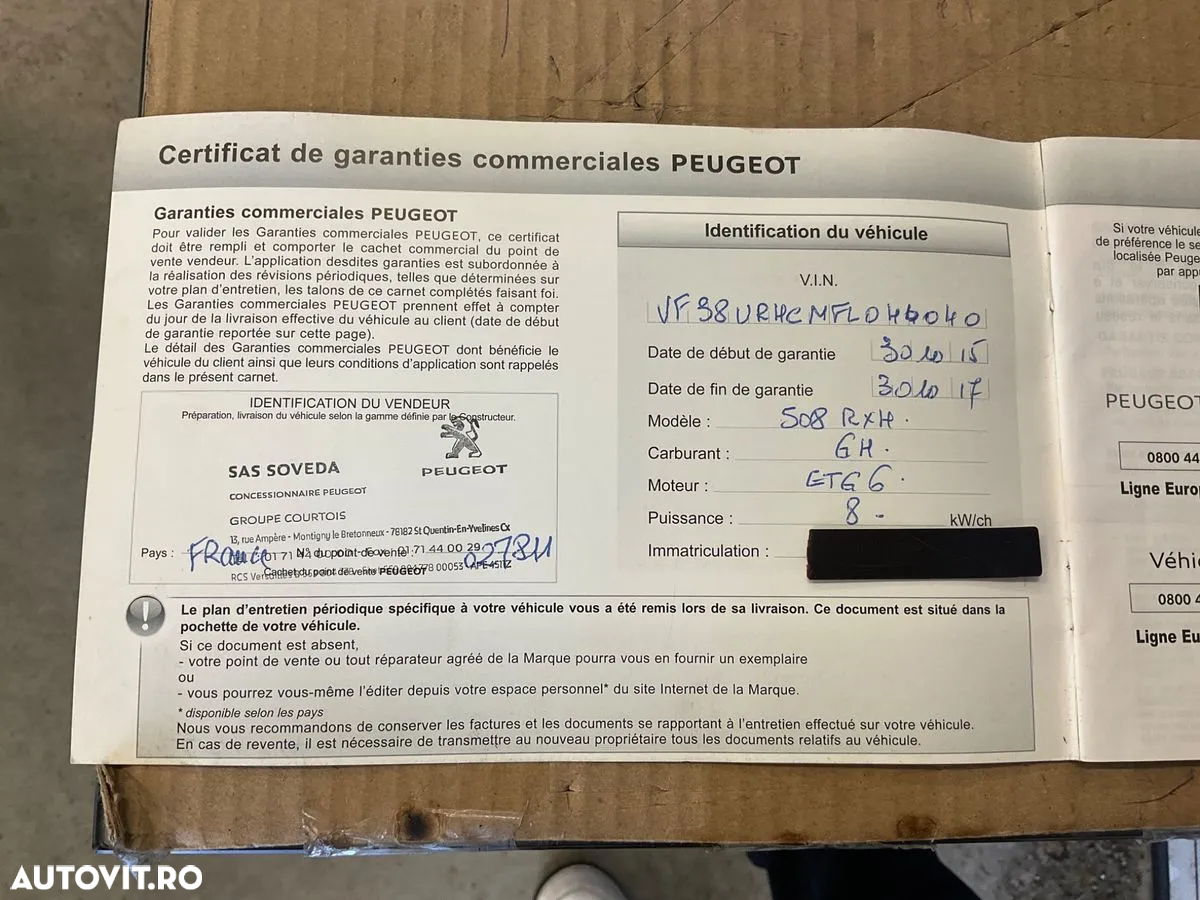 Certificat de garanties commerciales PEUGEOT
Garanties commerciales PEUGEOT
Pour valider les Garanties commerciales PEUGEOT, ce certificat
doit être rempli et comporter le cachet commercial du point de
vente vendeur. L'application desdites garanties est subordonnée à
la réalisation des révisions périodiques, telles que déterminées sur
votre plan d'entretien, les talons de ce carnet complétés faisant foi.
Les Garanties commerciales PEUGEOT prennent effet à compter
du jour de la livraison effective du véhicule au client (date de début
de garantie reportée sur cette page).
Le détail des Garanties commerciales PEUGEOT dont bénéficie le
véhicule du client ainsi que leurs conditions d'application sont rappelés
dans le présent carnet.
IDENTIFICATION DU VENDEUR
Préparation, livraison du véhicule selon la gamme définie par le Constructeur.
PEUGEOT
SAS SOVEDA
CONCESSIONNAIRE PEUGEOT
GROUPE COURTOIS
13, rue Ampère - Montigny le Bretonneux - 78182 St Quentin-En-Yvelines Cx
Pays : France N° du point de vente 01 71 44 00 29
Cachet du point de vente PEUGEOT
Identification du véhicule
V.I.N.
VF38URHCMFL044040
Date de début de garantie 30 10 15
Date de fin de garantie 30 10 17
Modèle : 508 RXH.
Carburant : GH.
Moteur : ETG6.
Puissance : 8 - kW/ch
Immatriculation :
Le plan d'entretien périodique spécifique à votre véhicule vous a été remis lors de sa livraison. Ce document est situé dans la
pochette de votre véhicule.
Si ce document est absent,
- votre point de vente ou tout réparateur agréé de la Marque pourra vous en fournir un exemplaire
ou
- vous pourrez vous-même l'éditer depuis votre espace personnel* du site Internet de la Marque.
* disponible selon les pays
Nous vous recommandons de conserver les factures et les documents se rapportant à l'entretien effectué sur votre véhicule.
En cas de revente, il est nécessaire de transmettre au nouveau propriétaire tous les documents relatifs au véhicule.
Si votre véhicule
de préférence le se
localisée Peuge
par app
PEUGEOT
0800 44
Ligne Euro
Véhi
0800 4
Ligne Eu
AUTOVIT.RO